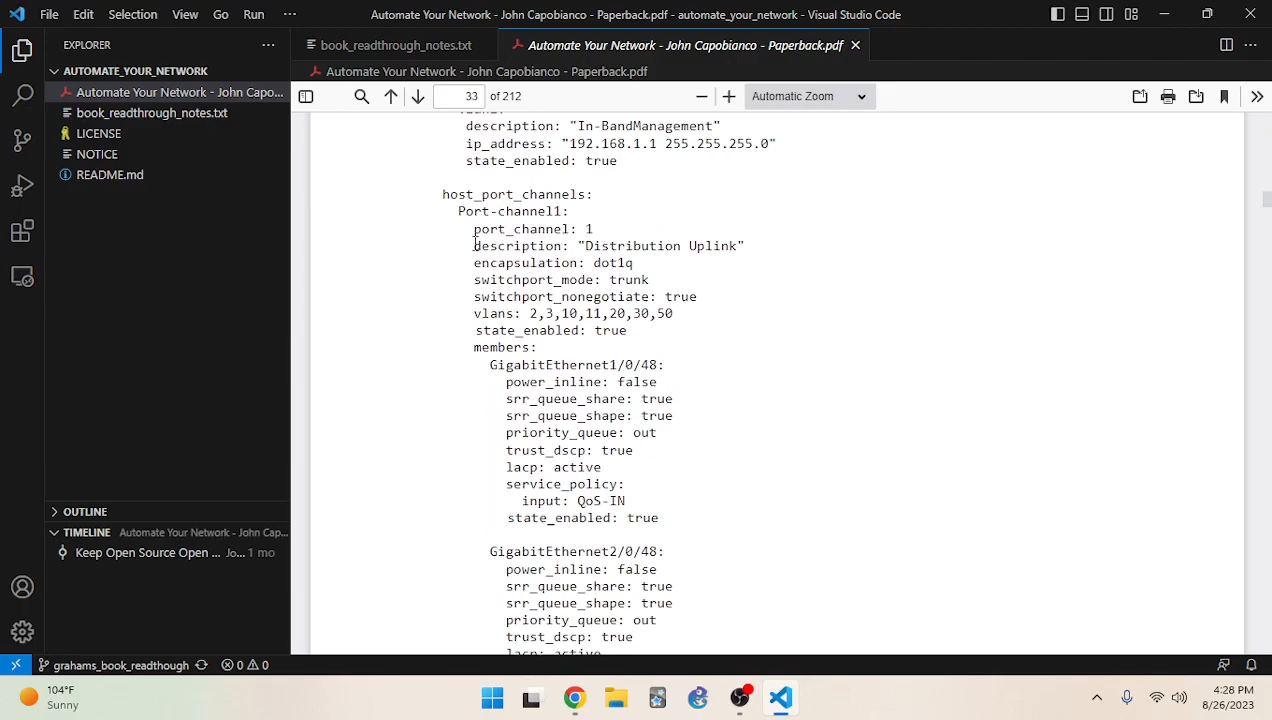 File Edit Selection View Go Run ··· Automate Your Network - John Capobianco - Paperback.pdf - automate_your_network - Visual Studio Code
EXPLORER ···
book_readthrough_notes.txt Automate Your Network - John Capobianco - Paperback.pdf
AUTOMATE_YOUR_NETWORK
Automate Your Network - John Capobianco - Paperback.pdf
Automate Your Network - John Capo...
33 of 212 Automatic Zoom
book_readthrough_notes.txt
LICENSE
NOTICE
README.md
description: "In-BandManagement"
ip_address: "192.168.1.1 255.255.255.0"
state_enabled: true
host_port_channels:
Port-channel1:
port_channel: 1
description: "Distribution Uplink"
encapsulation: dot1q
switchport_mode: trunk
switchport_nonegotiate: true
vlans: 2,3,10,11,20,30,50
state_enabled: true
members:
GigabitEthernet1/0/48:
power_inline: false
srr_queue_share: true
srr_queue_shape: true
priority_queue: out
trust_dscp: true
lacp: active
service_policy:
input: QoS-IN
state_enabled: true
GigabitEthernet2/0/48:
power_inline: false
srr_queue_share: true
srr_queue_shape: true
priority_queue: out
trust_dscp: true
lacp: active
OUTLINE
TIMELINE Automate Your Network - John Cap...
Keep Open Source Open ... Jo... 1 mo
grahams_book_readthough 0 0
104°F
Sunny
4:28 PM
8/26/2023